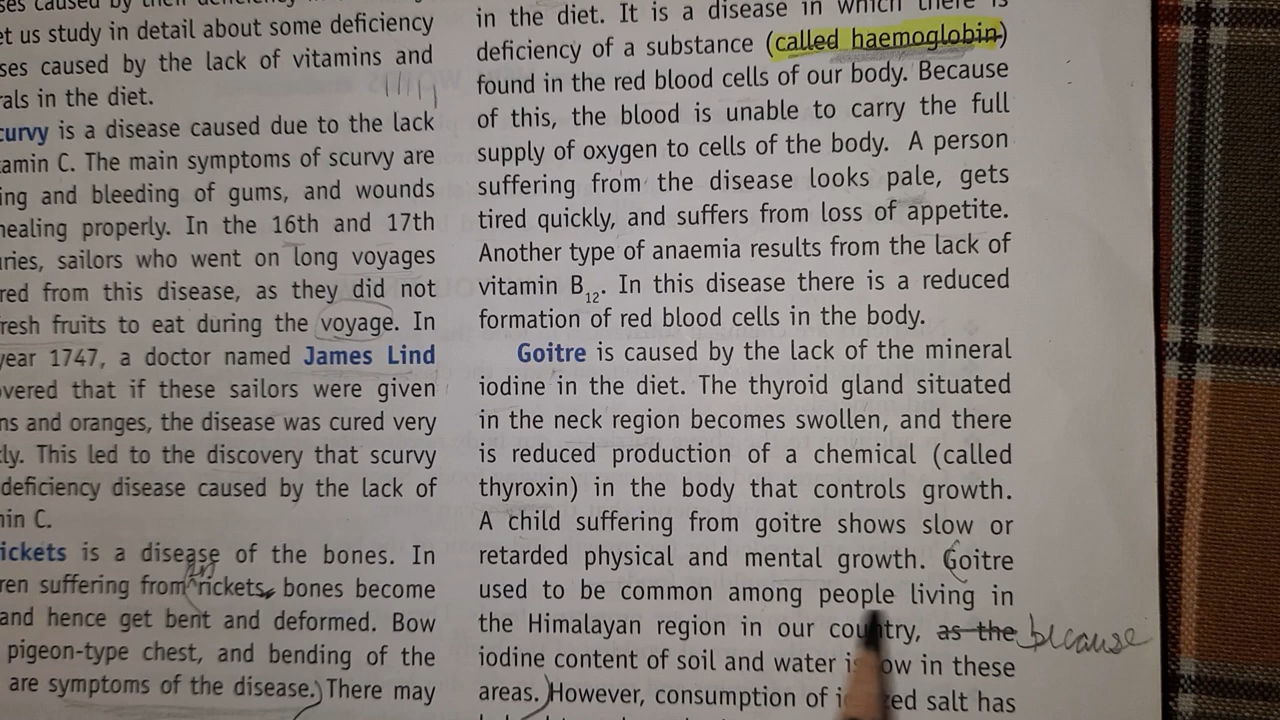 ses caused by their deficiency in
et us study in detail about some deficiency
ses caused by the lack of vitamins and
rals in the diet.
curvy is a disease caused due to the lack
tamin C. The main symptoms of scurvy are
ing and bleeding of gums, and wounds
healing properly. In the 16th and 17th
uries, sailors who went on long voyages
red from this disease, as they did not
resh fruits to eat during the voyage. In
year 1747, a doctor named James Lind
overed that if these sailors were given
ns and oranges, the disease was cured very
kly. This led to the discovery that scurvy
deficiency disease caused by the lack of
min C.
ickets is a disease of the bones. In
ren suffering from rickets, bones become
and hence get bent and deformed. Bow
pigeon-type chest, and bending of the
are symptoms of the disease. There may
in the diet. It is a disease in which there is
deficiency of a substance (called haemoglobin)
found in the red blood cells of our body. Because
of this, the blood is unable to carry the full
supply of oxygen to cells of the body. A person
suffering from the disease looks pale, gets
tired quickly, and suffers from loss of appetite.
Another type of anaemia results from the lack of
vitamin B12. In this disease there is a reduced
formation of red blood cells in the body.
Goitre is caused by the lack of the mineral
iodine in the diet. The thyroid gland situated
in the neck region becomes swollen, and there
is reduced production of a chemical (called
thyroxin) in the body that controls growth.
A child suffering from goitre shows slow or
retarded physical and mental growth. Goitre
used to be common among people living in
the Himalayan region in our country, as the because
iodine content of soil and water is low in these
areas. However, consumption of salt has